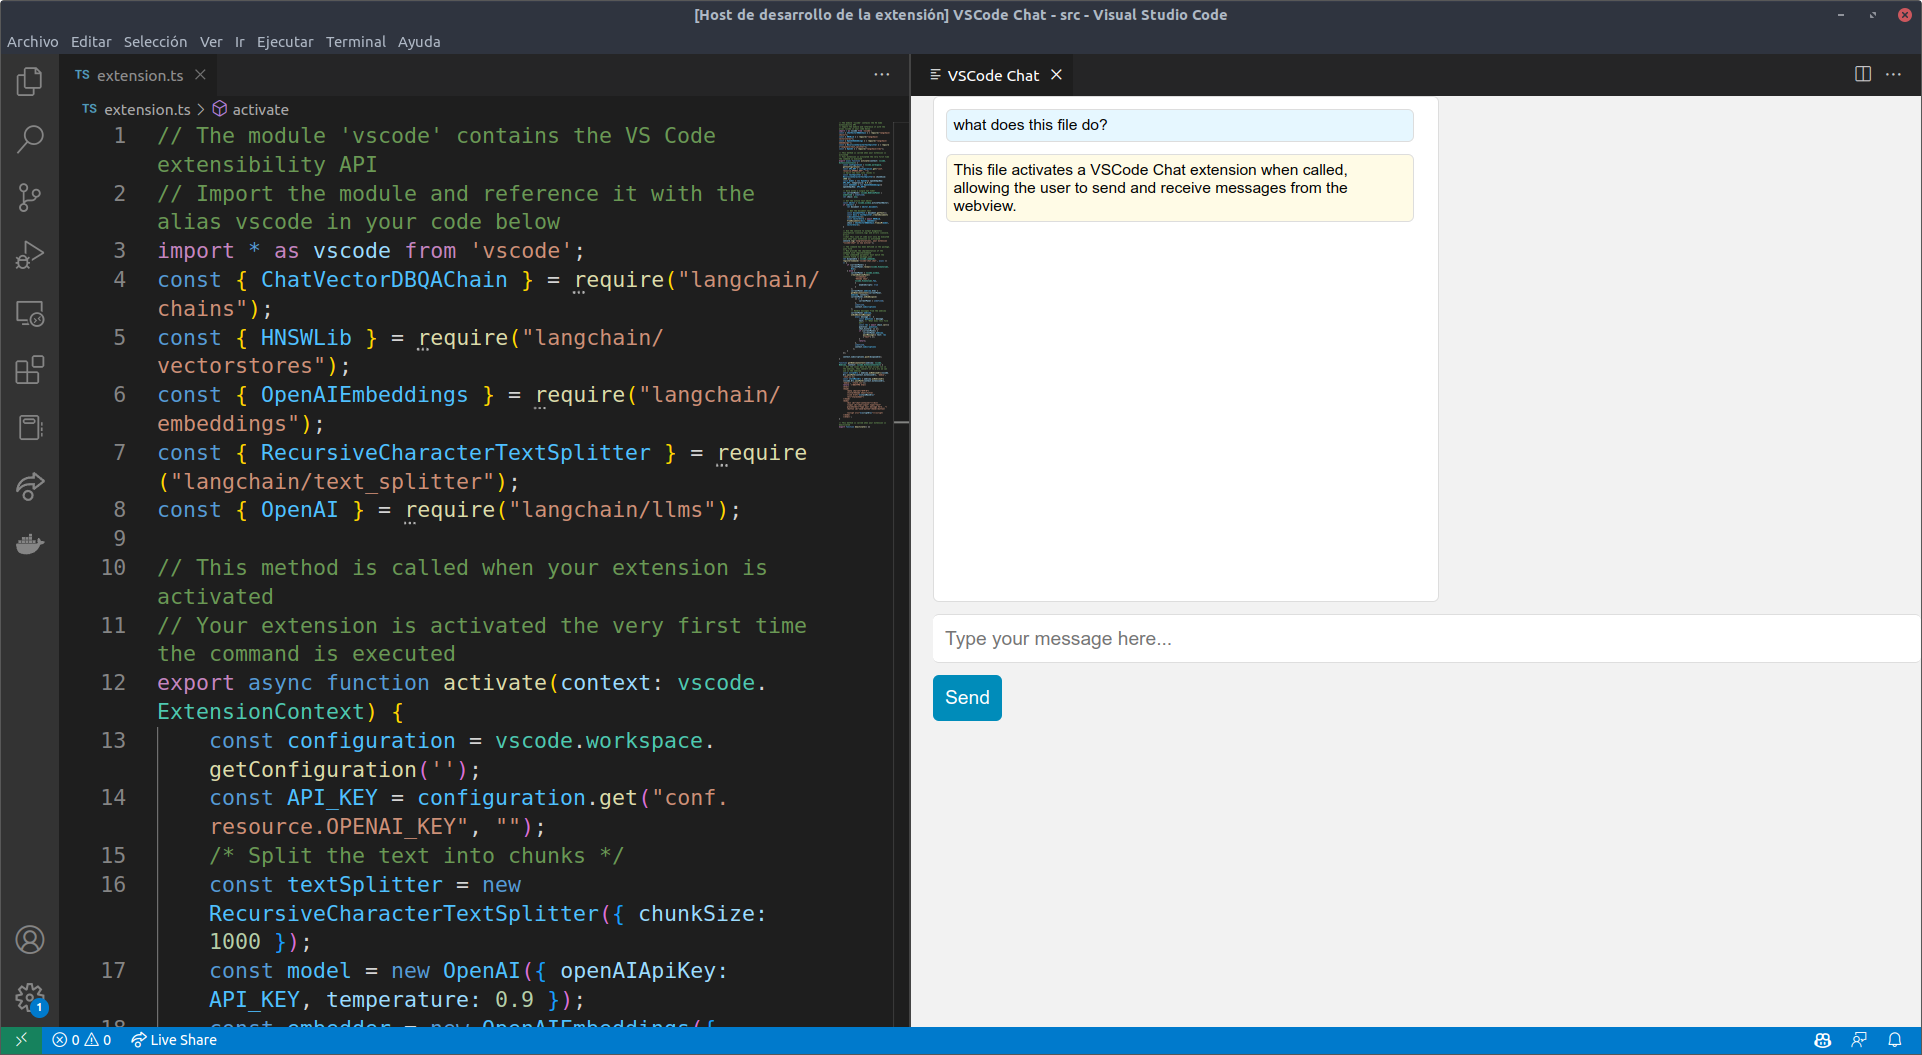 [Host de desarrollo de la extensión] VSCode Chat - src - Visual Studio Code
Archivo Editar Selección Ver Ir Ejecutar Terminal Ayuda
TS extension.ts
TS extension.ts > activate
1 // The module 'vscode' contains the VS Code
extensibility API
2 // Import the module and reference it with the
alias vscode in your code below
3 import * as vscode from 'vscode';
4 const { ChatVectorDBQAChain } = require("langchain/
chains");
5 const { HNSWLib } = require("langchain/
vectorstores");
6 const { OpenAIEmbeddings } = require("langchain/
embeddings");
7 const { RecursiveCharacterTextSplitter } = require
("langchain/text_splitter");
8 const { OpenAI } = require("langchain/llms");
9
10 // This method is called when your extension is
activated
11 // Your extension is activated the very first time
the command is executed
12 export async function activate(context: vscode.
ExtensionContext) {
13 const configuration = vscode.workspace.
getConfiguration('');
14 const API_KEY = configuration.get("conf.
resource.OPENAI_KEY", "");
15 /* Split the text into chunks */
16 const textSplitter = new
RecursiveCharacterTextSplitter({ chunkSize:
1000 });
17 const model = new OpenAI({ openAIApiKey:
API_KEY, temperature: 0.9 });
18 const embedder = new OpenAIEmbeddings({
VSCode Chat
what does this file do?
This file activates a VSCode Chat extension when called,
allowing the user to send and receive messages from the
webview.
Type your message here...
Send
1
0 0 Live Share